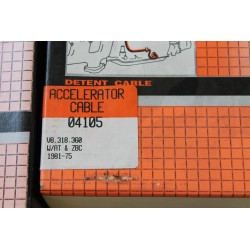 DETENT CABLE
ACCELERATOR
CABLE
04105
V8.318.360
W/AT & 2BC
1981-75